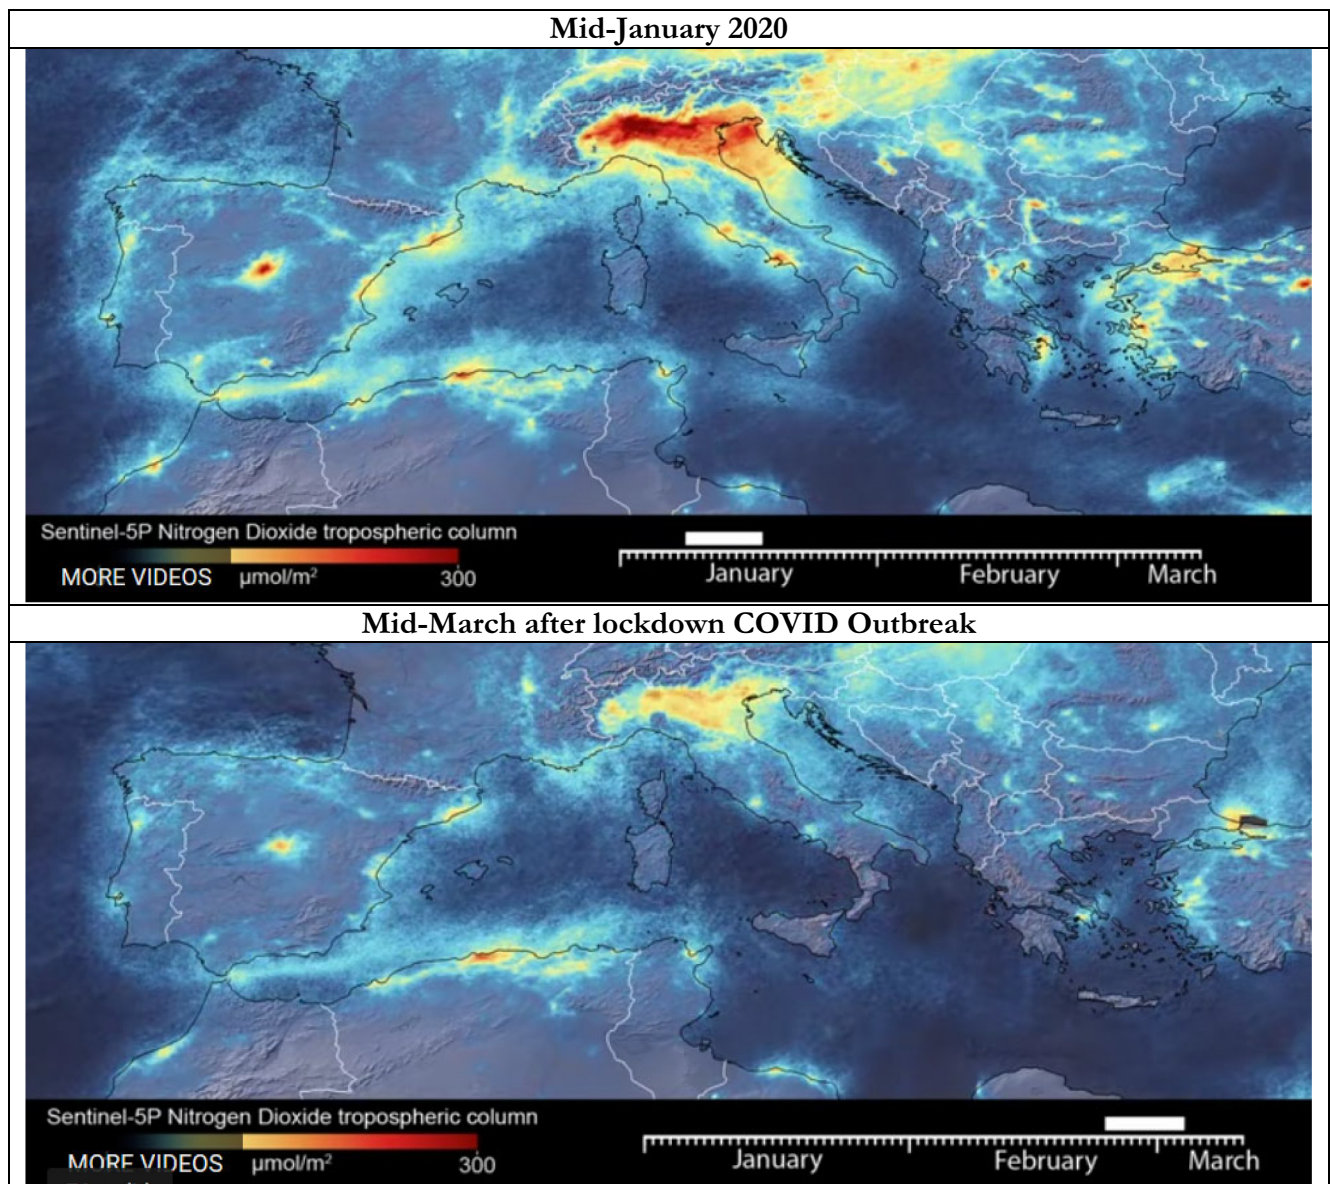 Mid-January 2020
Sentinel-5P Nitrogen Dioxide tropospheric column
MORE VIDEOS µmol/m² 300
January February March
Mid-March after lockdown COVID Outbreak
Sentinel-5P Nitrogen Dioxide tropospheric column
MORE VIDEOS µmol/m² 300
January February March